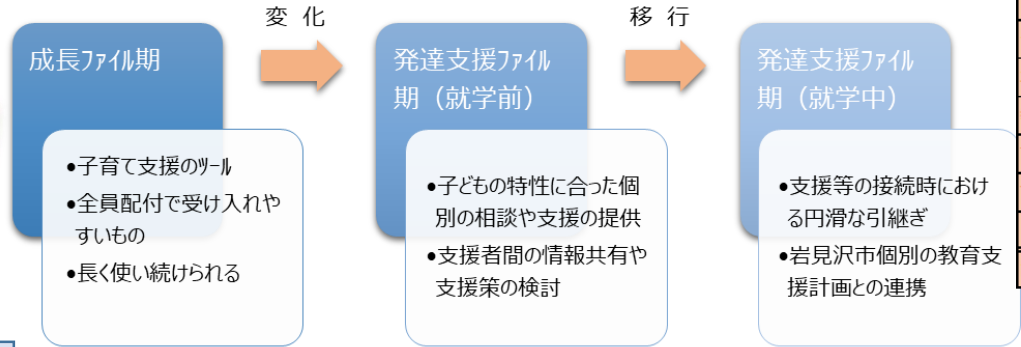 変 化
移 行
成長ﾌｧｲﾙ期
発達支援ﾌｧｲﾙ
期（就学前）
発達支援ﾌｧｲﾙ
期（就学中）
•子育て支援のﾂｰﾙ
•全員配付で受け入れや
すいもの
•長く使い続けられる
•子どもの特性に合った個
別の相談や支援の提供
•支援者間の情報共有や
支援策の検討
•支援等の接続時におけ
る円滑な引継ぎ
•岩見沢市個別の教育支
援計画との連携